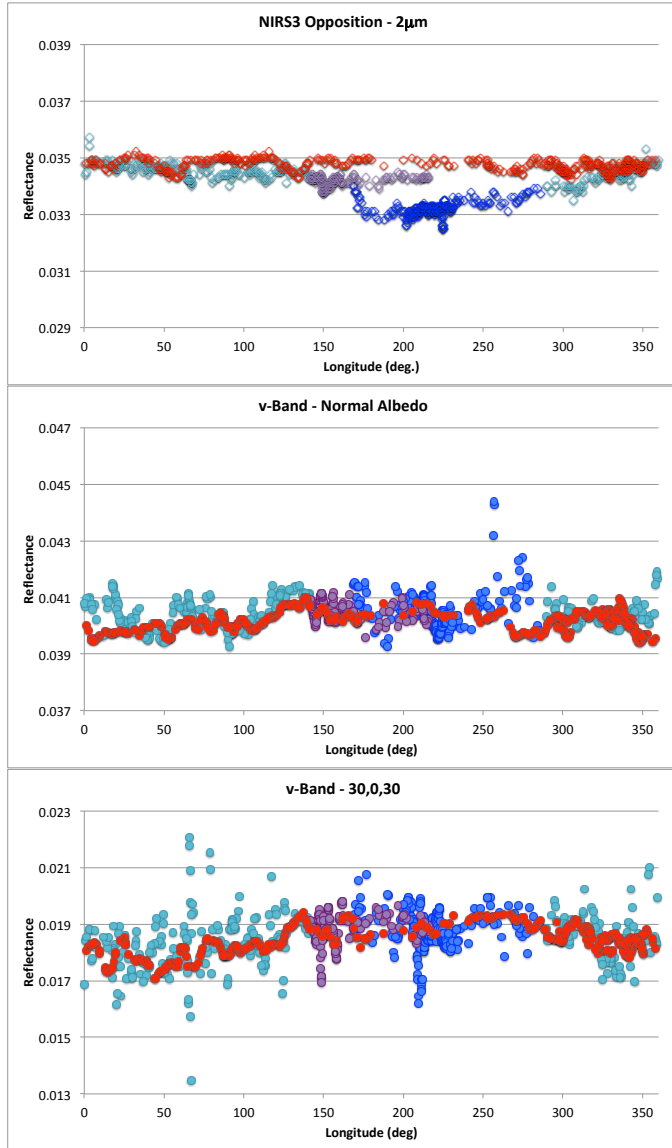 NIRS3 Opposition - 2µm
0.039
0.037
0.035
0.033
0.031
0.029
Reflectance
0 50 100 150 200 250 300 350
Longitude (deg.)
v-Band - Normal Albedo
0.047
0.045
0.043
0.041
0.039
0.037
Reflectance
0 50 100 150 200 250 300 350
Longitude (deg)
v-Band - 30,0,30
0.023
0.021
0.019
0.017
0.015
0.013
Reflectance
0 50 100 150 200 250 300 350
Longitude (deg)